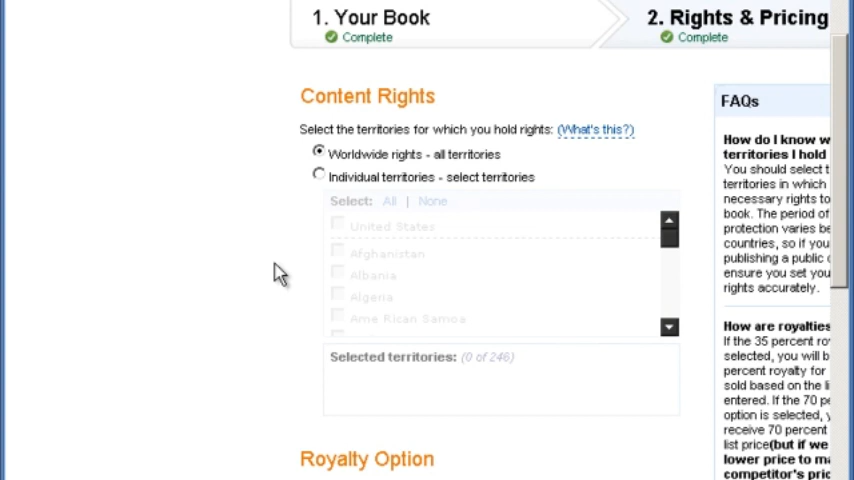 1. Your Book
Complete
2. Rights & Pricing
Complete
Content Rights
Select the territories for which you hold rights: (What's this?)
Worldwide rights - all territories
Individual territories - select territories
Select: All | None
United States
Afghanistan
Albania
Algeria
Ame Rican Samoa
Selected territories: (0 of 246)
Royalty Option
FAQs
How do I know w
territories I hold
You should select t
territories in which
necessary rights to
book. The period of
protection varies be
countries, so if you
publishing a public
ensure you set you
rights accurately.
How are royalties
If the 35 percent ro
selected, you will b
percent royalty for
sold based on the li
entered. If the 70 pe
option is selected,
receive 70 percent
list price(but if we
lower price to ma
competitor's pric